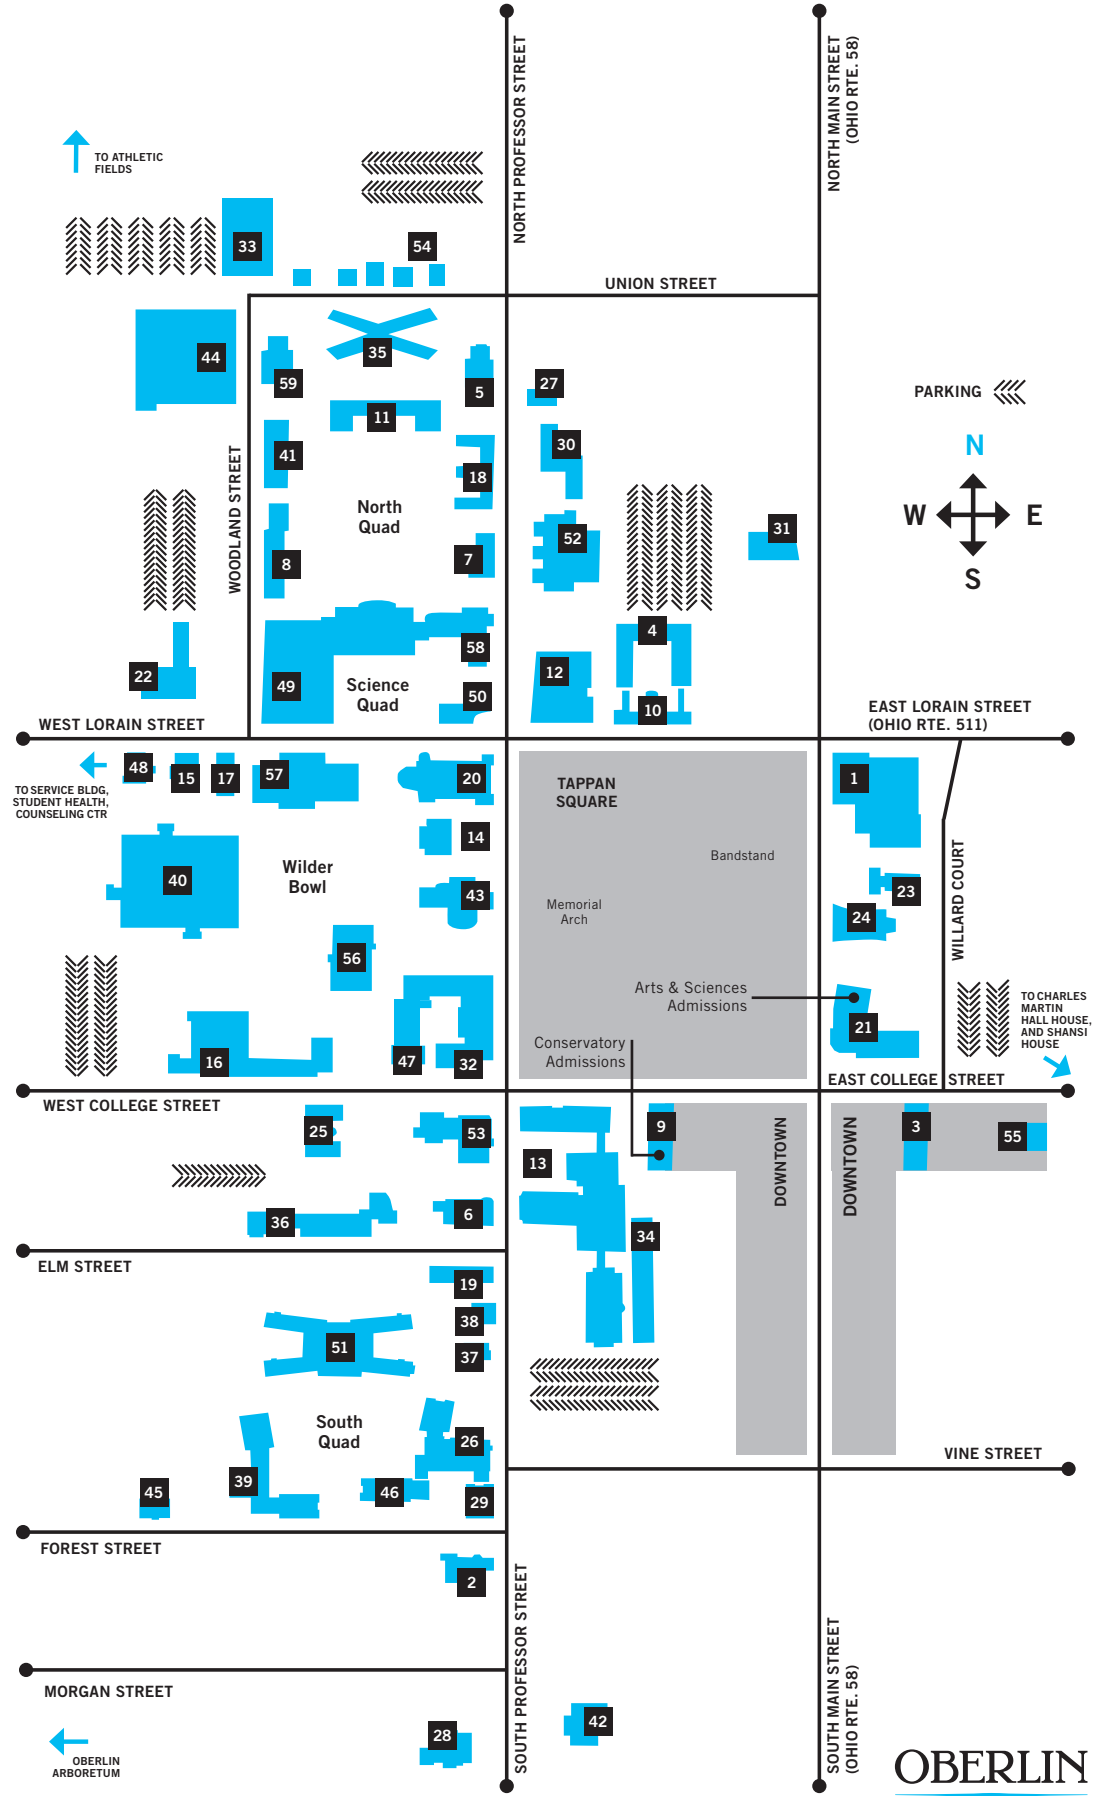 NORTH PROFESSOR STREET
NORTH MAIN STREET
(OHIO RTE. 58)
TO ATHLETIC
FIELDS
33
54
UNION STREET
44
35
59
5
27
PARKING
11
30
N
41
18
WOODLAND STREET
North
Quad
W
E
31
52
8
7
S
4
58
22
12
49
Science
Quad
50
10
WEST LORAIN STREET
EAST LORAIN STREET
(OHIO RTE. 511)
48
15
17
57
20
TO SERVICE BLDG,
STUDENT HEALTH,
COUNSELING CTR
TAPPAN
SQUARE
1
14
Bandstand
Wilder
Bowl
40
43
23
WILLARD COURT
Memorial
Arch
24
56
Arts & Sciences
Admissions
TO CHARLES
MARTIN
HALL HOUSE,
AND SHANSI
HOUSE
21
Conservatory
Admissions
16
47
32
EAST COLLEGE STREET
WEST COLLEGE STREET
25
53
9
3
55
13
DOWNTOWN
DOWNTOWN
6
36
34
ELM STREET
19
38
51
37
South
Quad
26
VINE STREET
39
45
46
29
FOREST STREET
2
SOUTH PROFESSOR STREET
SOUTH MAIN STREET
(OHIO RTE. 58)
MORGAN STREET
42
28
OBERLIN
ARBORETUM
OBERLIN